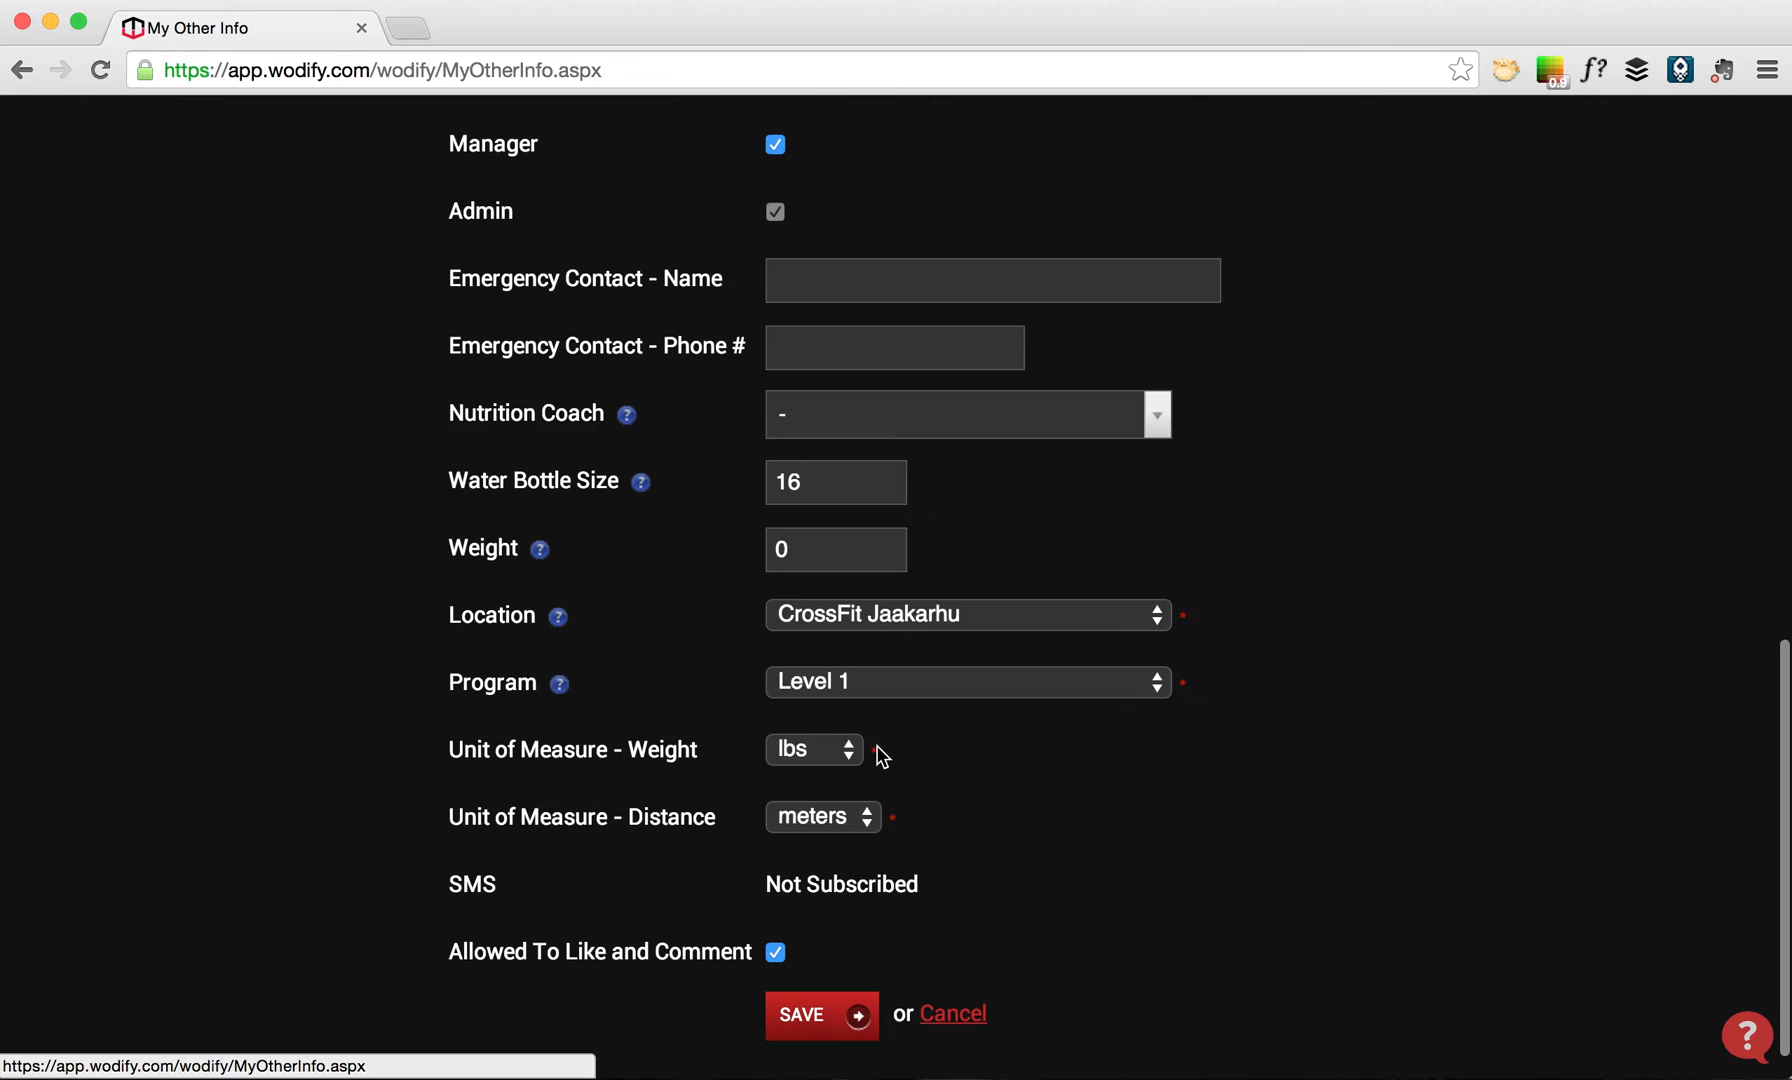 My Other Info
https://app.wodify.com/wodify/MyOtherInfo.aspx
0.9
f?
Manager
Admin
Emergency Contact - Name
Emergency Contact - Phone #
Nutrition Coach ? -
Water Bottle Size ? 16
Weight ? 0
Location ? CrossFit Jaakarhu *
Program ? Level 1 *
Unit of Measure - Weight lbs *
Unit of Measure - Distance meters *
SMS Not Subscribed
Allowed To Like and Comment
SAVE or Cancel
?
https://app.wodify.com/wodify/MyOtherInfo.aspx